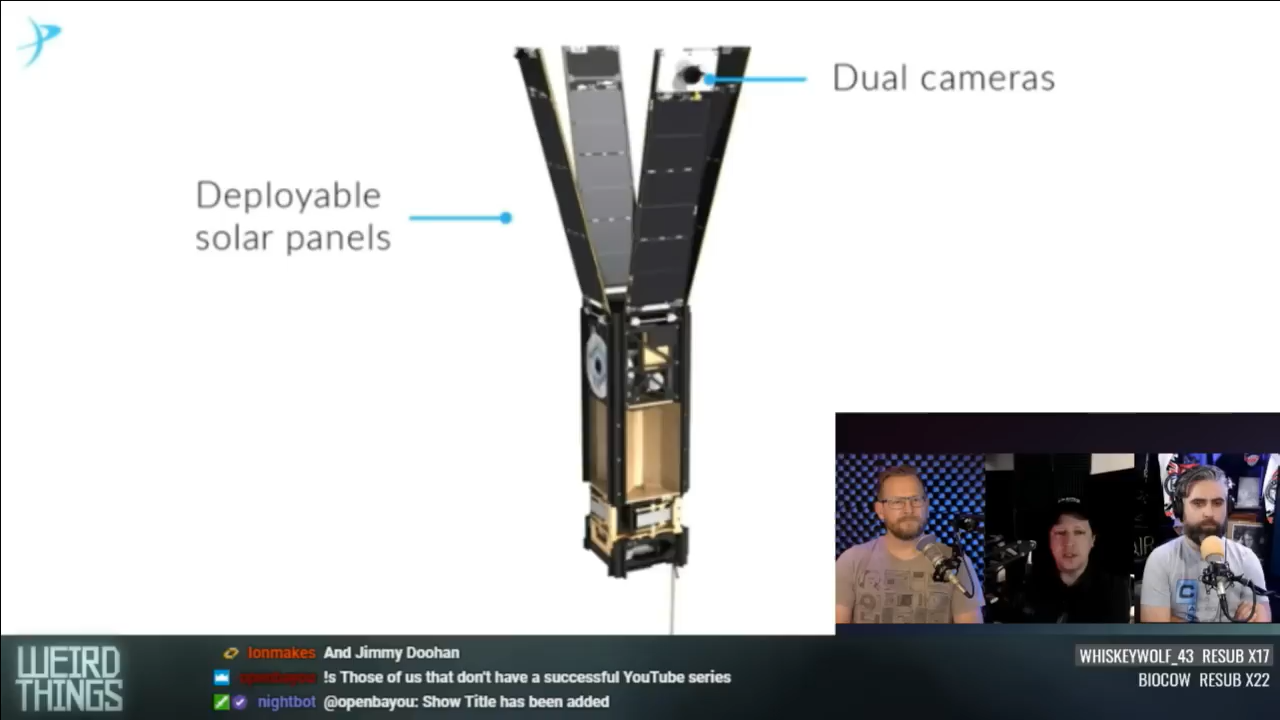 Dual cameras
Deployable
solar panels
WEIRD
THINGS
lonmakes And Jimmy Doohan
openbayou !s Those of us that don't have a successful YouTube series
nightbot @openbayou: Show Title has been added
WHISKEYWOLF_43 RESUB X17
BIOCOW RESUB X22